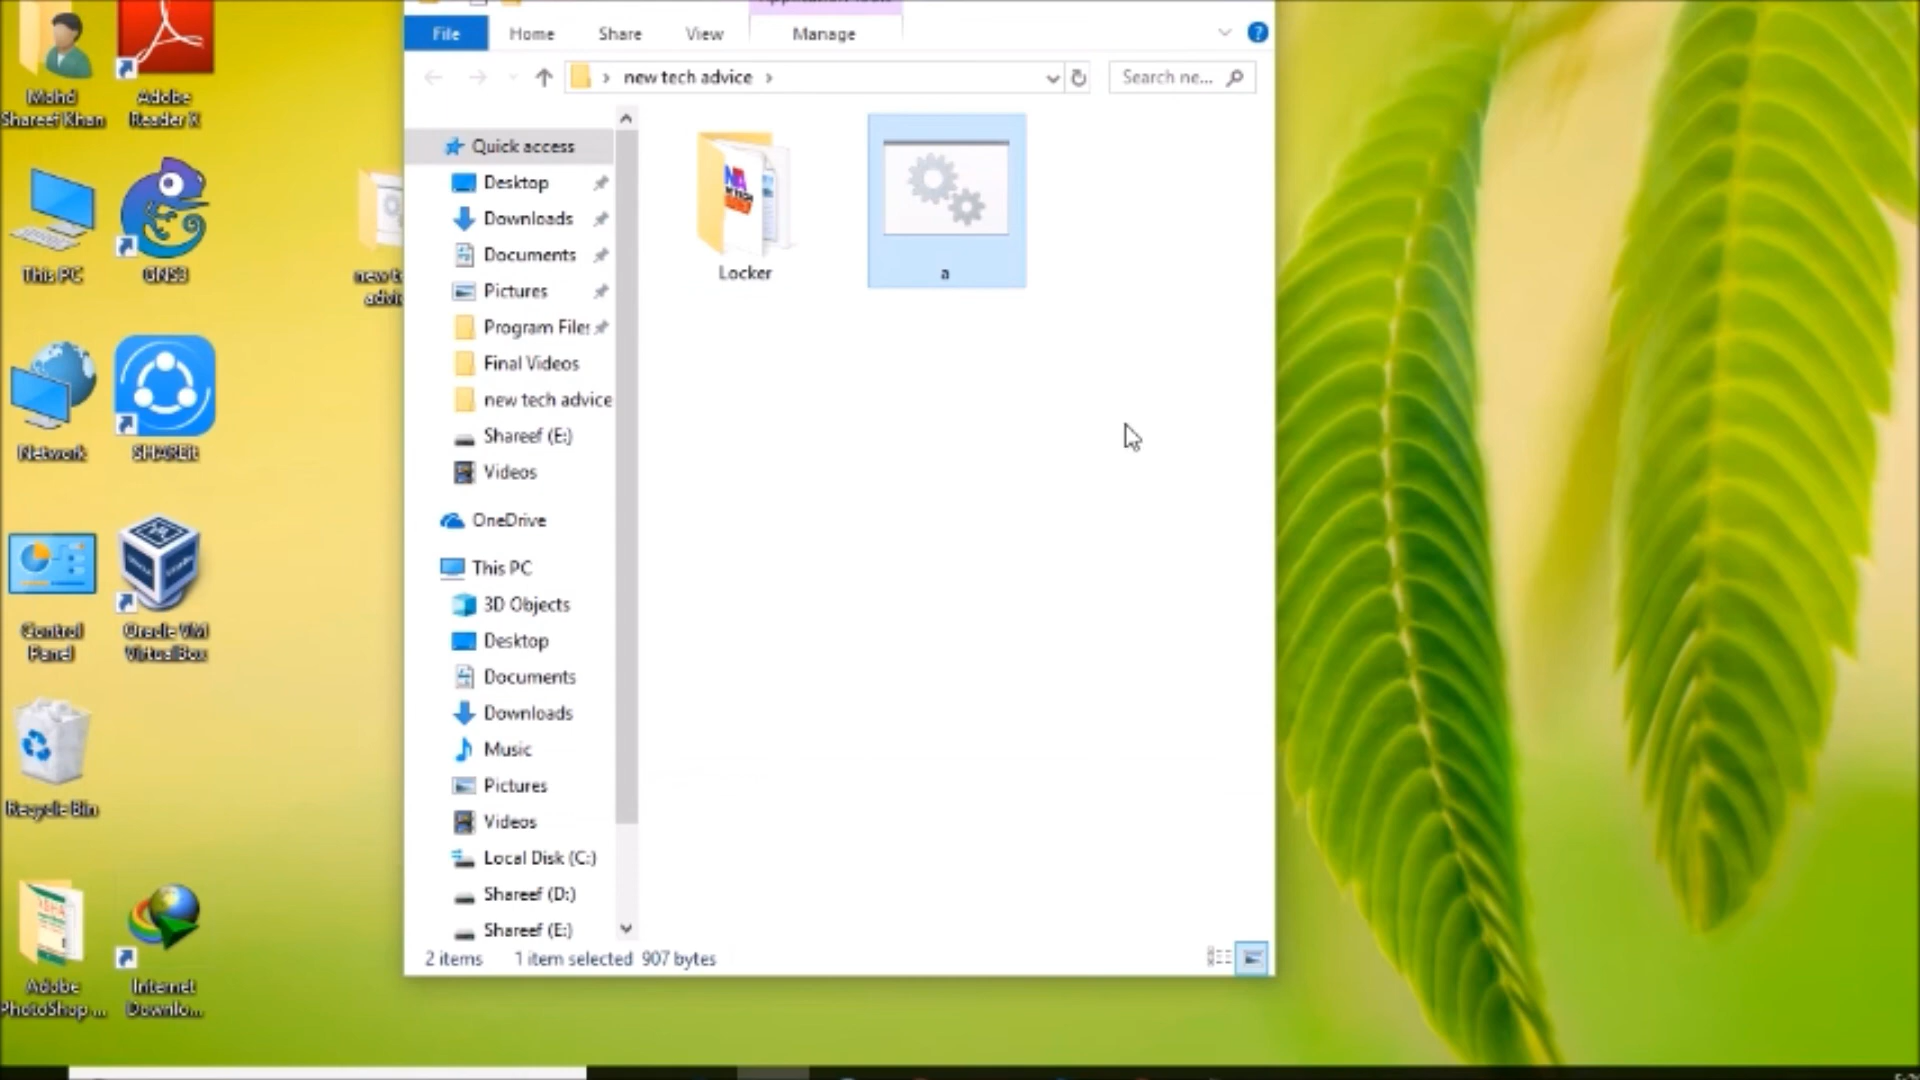 File
Home
Share
View
Manage
?
new tech advice
Search ne...
Quick access
Desktop
Downloads
Documents
Pictures
Program Files
Final Videos
new tech advice
Shareef (E:)
Videos
OneDrive
This PC
3D Objects
Desktop
Documents
Downloads
Music
Pictures
Videos
Local Disk (C:)
Shareef (D:)
Shareef (E:)
Locker
a
2 items
1 item selected 907 bytes
Mohd
Shareef Khan
Adobe
Reader X
This PC
GNS3
new t
advi
Network
SHAREit
Control
Panel
Oracle VM
VirtualBox
Recycle Bin
Adobe
PhotoShop ...
Internet
Downlo...